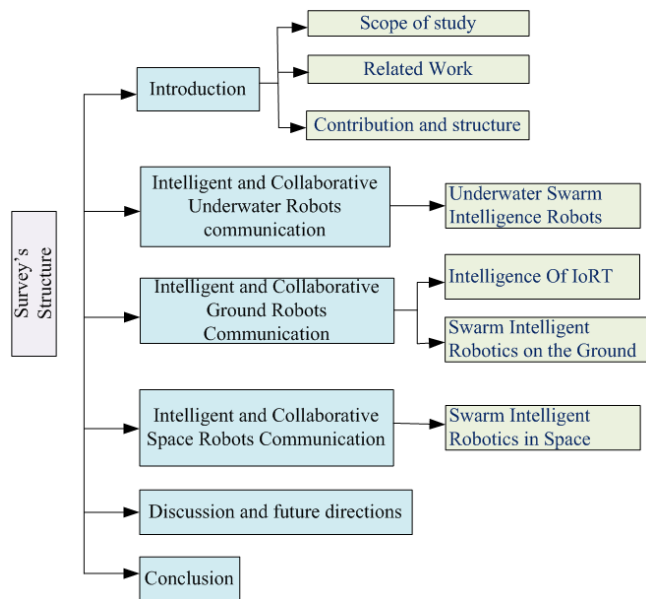 Survey's
Structure
Introduction
Scope of study
Related Work
Contribution and structure
Intelligent and Collaborative
Underwater Robots
communication
Underwater Swarm
Intelligence Robots
Intelligent and Collaborative
Ground Robots
Communication
Intelligence Of IoRT
Swarm Intelligent
Robotics on the Ground
Intelligent and Collaborative
Space Robots Communication
Swarm Intelligent
Robotics in Space
Discussion and future directions
Conclusion